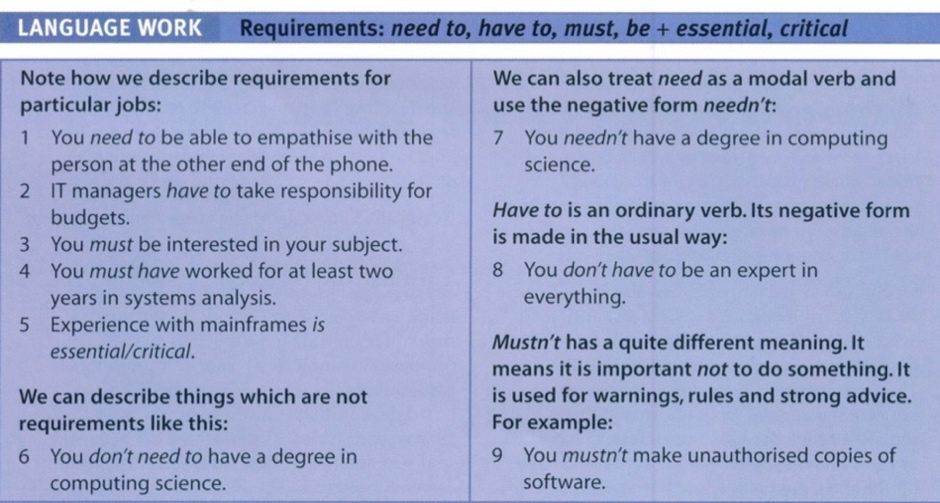 LANGUAGE WORK Requirements: need to, have to, must, be + essential, critical
Note how we describe requirements for
particular jobs:
1 You need to be able to empathise with the
person at the other end of the phone.
2 IT managers have to take responsibility for
budgets.
3 You must be interested in your subject.
4 You must have worked for at least two
years in systems analysis.
5 Experience with mainframes is
essential/critical.
We can describe things which are not
requirements like this:
6 You don't need to have a degree in
computing science.
We can also treat need as a modal verb and
use the negative form needn't:
7 You needn't have a degree in computing
science.
Have to is an ordinary verb. Its negative form
is made in the usual way:
8 You don't have to be an expert in
everything.
Mustn't has a quite different meaning. It
means it is important not to do something. It
is used for warnings, rules and strong advice.
For example:
9 You mustn't make unauthorised copies of
software.